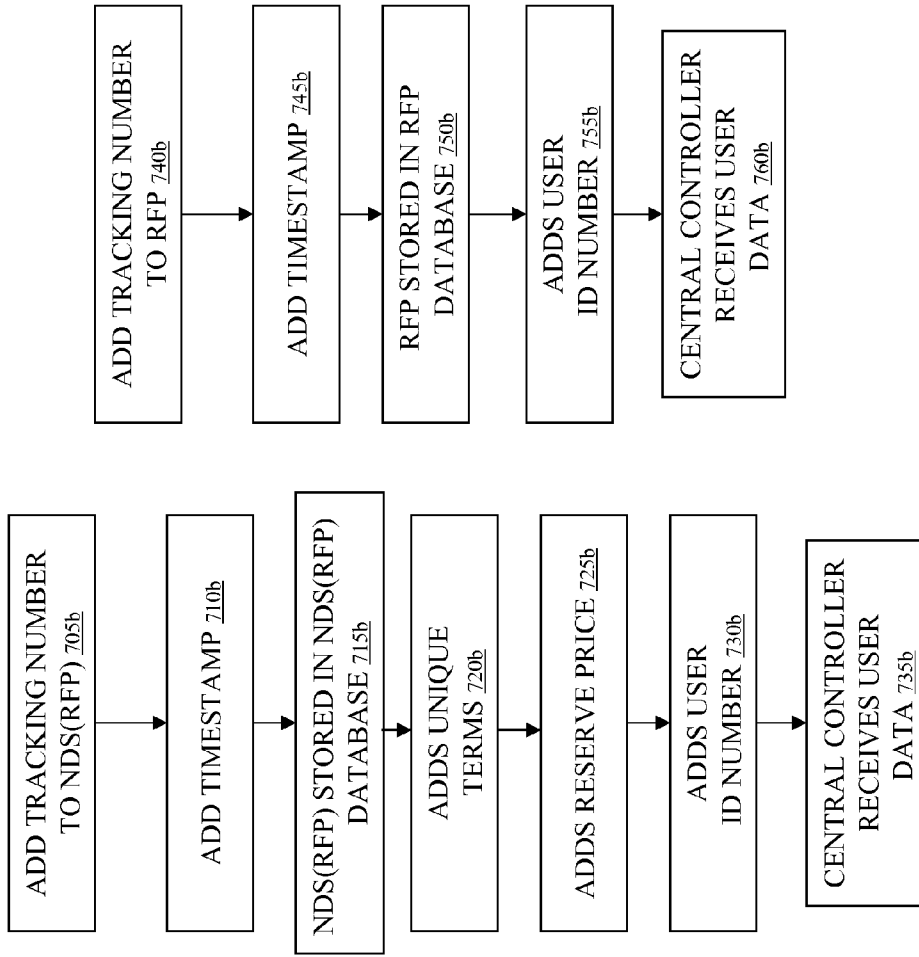 ADD TRACKING NUMBER
TO NDS(RFP) 705b
ADD TIMESTAMP 710b
NDS(RFP) STORED IN NDS(RFP)
DATABASE 715b
ADDS UNIQUE
TERMS 720b
ADDS RESERVE PRICE 725b
ADDS USER
ID NUMBER 730b
CENTRAL CONTROLLER
RECEIVES USER
DATA 735b
ADD TRACKING NUMBER
TO RFP 740b
ADD TIMESTAMP 745b
RFP STORED IN RFP
DATABASE 750b
ADDS USER
ID NUMBER 755b
CENTRAL CONTROLLER
RECEIVES USER
DATA 760b